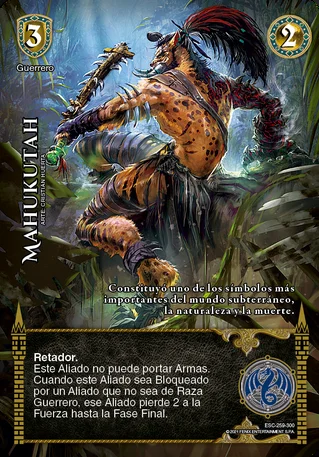 3
2
Guerrero
MAHUKUTAH
ARTE: CRISTIAN HUERTA
Constituyó uno de los símbolos más
importantes del mundo subterráneo,
la naturaleza y la muerte.
Retador.
Este Aliado no puede portar Armas.
Cuando este Aliado sea Bloqueado
por un Aliado que no sea de Raza
Guerrero, ese Aliado pierde 2 a la
Fuerza hasta la Fase Final.
ESC-259-300
© 2021 FENIX ENTERTAINMENT S.P.A.